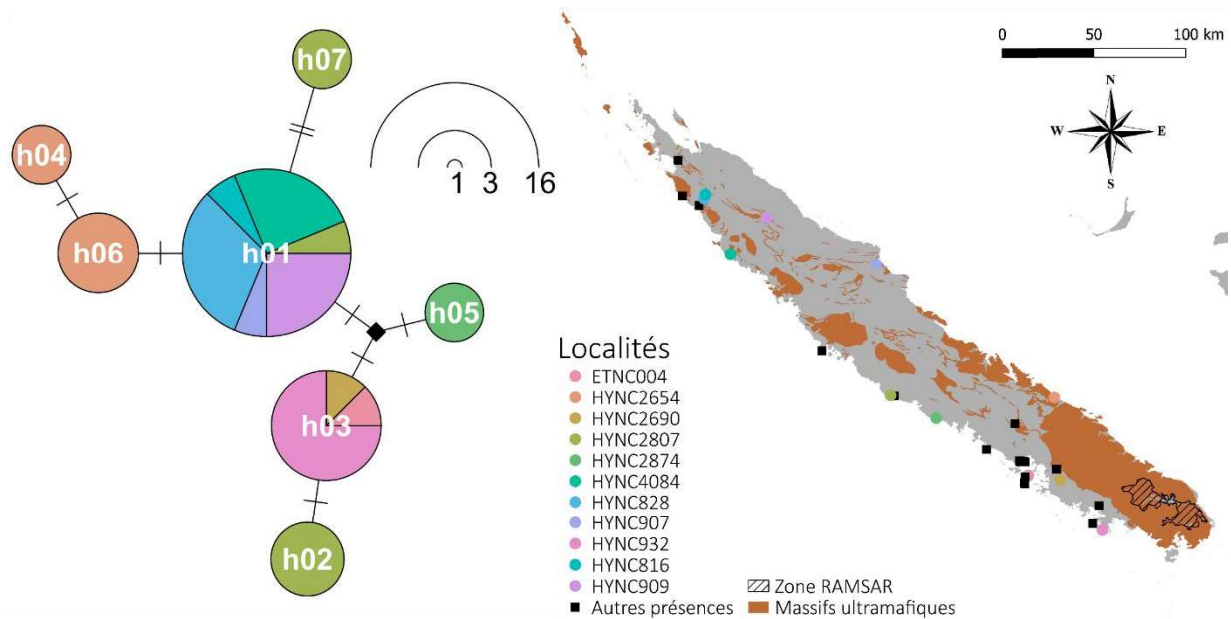 h07
h04
h06
h01
h05
h03
h02
1 3 16
0 50 100 km
N
W E
S
Localités
ETNC004
HYNC2654
HYNC2690
HYNC2807
HYNC2874
HYNC4084
HYNC828
HYNC907
HYNC932
HYNC816
HYNC909
Autres présences
Zone RAMSAR
Massifs ultramafiques